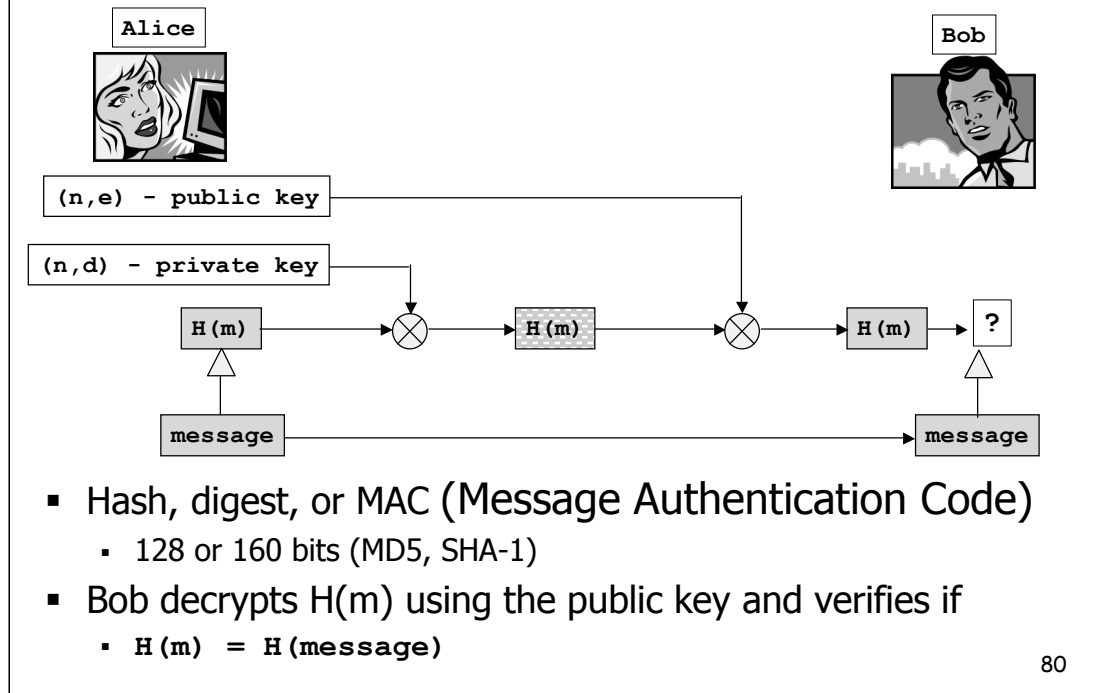 Alice
Bob
(n,e) - public key
(n,d) - private key
H(m)
H(m)
H(m)
?
message
message
▪ Hash, digest, or MAC (Message Authentication Code)
▪ 128 or 160 bits (MD5, SHA-1)
▪ Bob decrypts H(m) using the public key and verifies if
▪ H(m) = H(message)
80